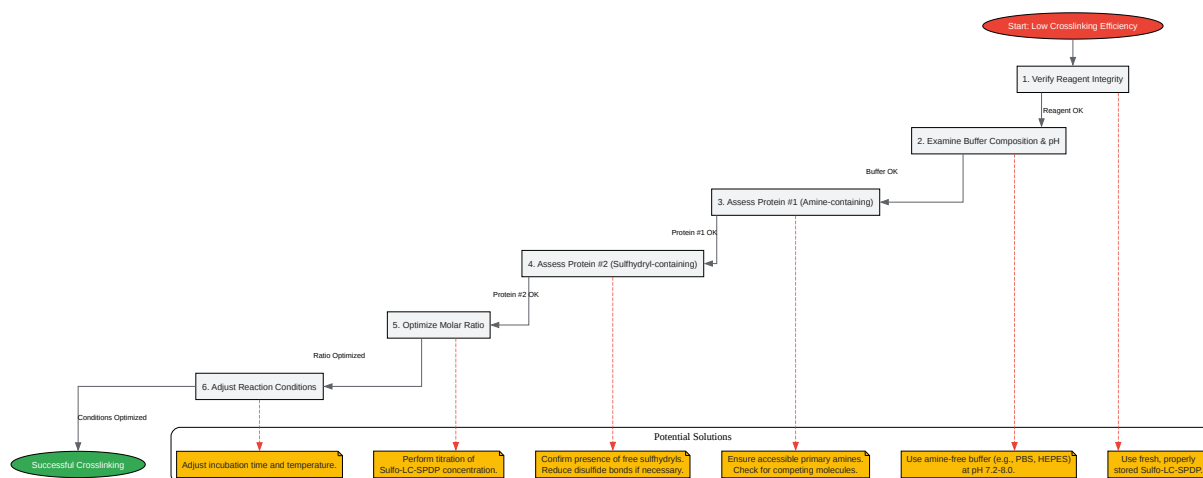 Start: Low Crosslinking Efficiency
1. Verify Reagent Integrity
Reagent OK
2. Examine Buffer Composition & pH
Buffer OK
3. Assess Protein #1 (Amine-containing)
Protein #1 OK
4. Assess Protein #2 (Sulfhydryl-containing)
Protein #2 OK
5. Optimize Molar Ratio
Ratio Optimized
6. Adjust Reaction Conditions
Conditions Optimized
Successful Crosslinking
Potential Solutions
Adjust incubation time and temperature.
Perform titration of
Sulfo-LC-SPDP concentration.
Confirm presence of free sulfhydryls.
Reduce disulfide bonds if necessary.
Ensure accessible primary amines.
Check for competing molecules.
Use amine-free buffer (e.g., PBS, HEPES)
at pH 7.2-8.0.
Use fresh, properly
stored Sulfo-LC-SPDP.